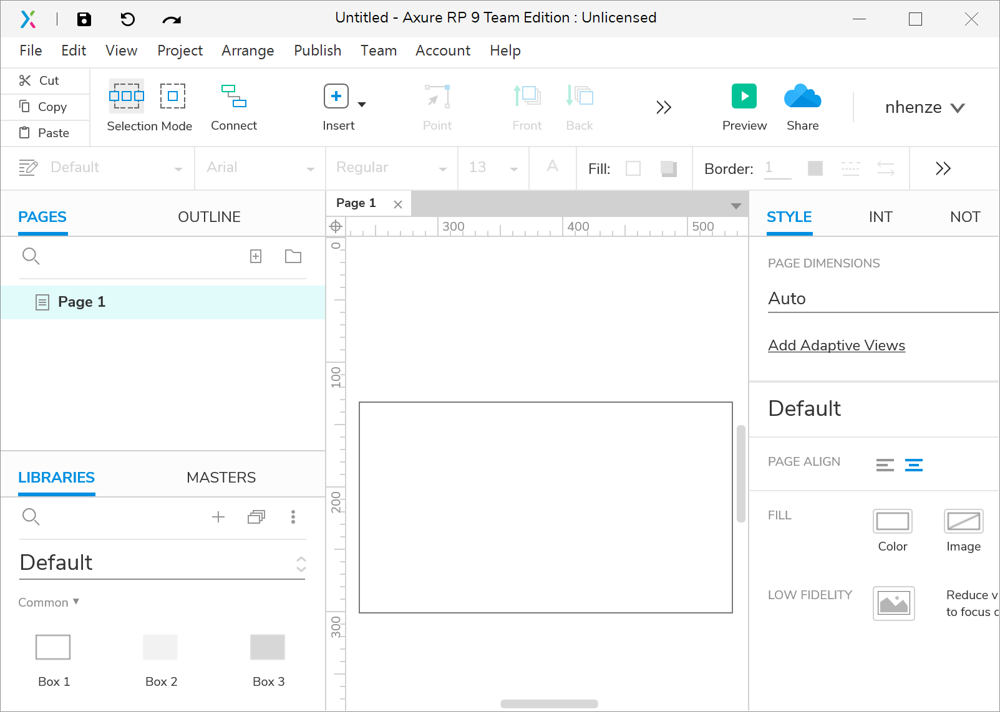 Untitled - Axure RP 9 Team Edition : Unlicensed
File Edit View Project Arrange Publish Team Account Help
Cut
Copy
Paste
Selection Mode
Connect
Insert
Point
Front
Back
Preview
Share
nhenze
Default
Arial
Regular
13
A
Fill:
Border:
1
PAGES
OUTLINE
Page 1
LIBRARIES
MASTERS
Default
Common
Box 1
Box 2
Box 3
Page 1
300
400
500
0
100
200
300
STYLE
INT
NOT
PAGE DIMENSIONS
Auto
Add Adaptive Views
Default
PAGE ALIGN
FILL
Color
Image
LOW FIDELITY
Reduce v
to focus